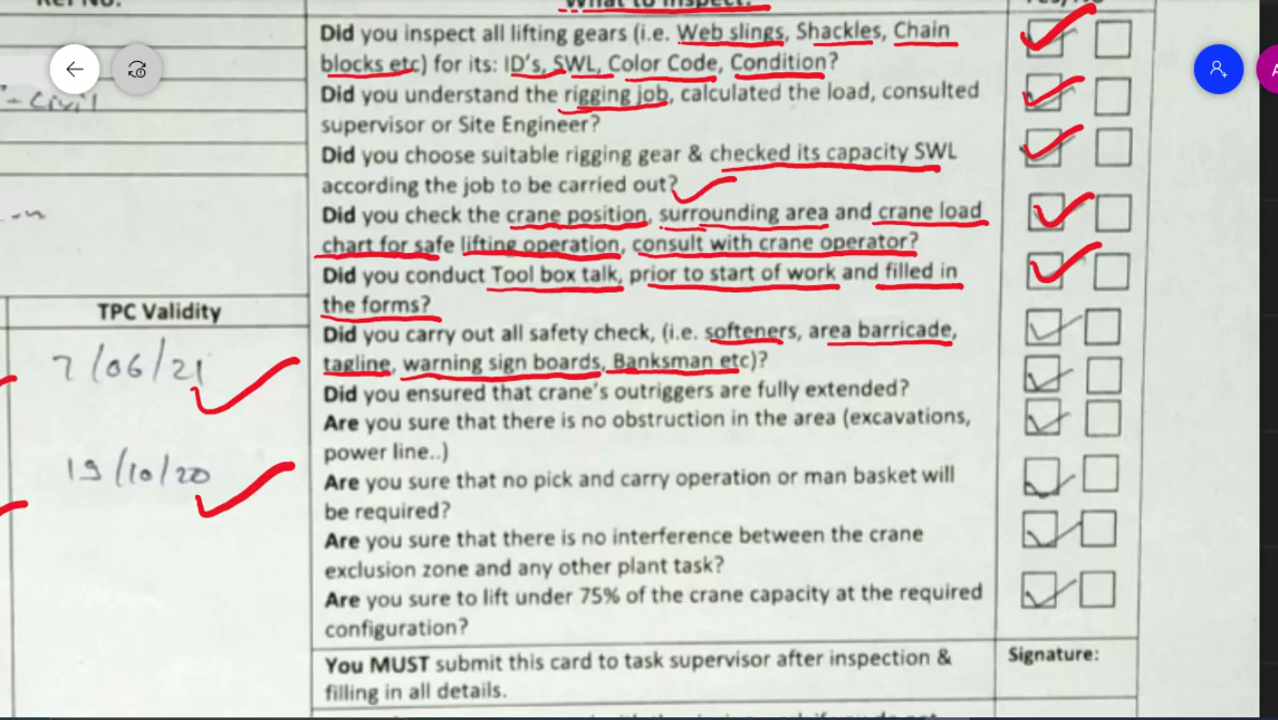 What to Inspect:
Did you inspect all lifting gears (i.e. Web slings, Shackles, Chain
blocks etc) for its: ID's, SWL, Color Code, Condition?
Did you understand the rigging job, calculated the load, consulted
supervisor or Site Engineer?
Did you choose suitable rigging gear & checked its capacity SWL
according the job to be carried out?
Did you check the crane position, surrounding area and crane load
chart for safe lifting operation, consult with crane operator?
Did you conduct Tool box talk, prior to start of work and filled in
the forms?
Did you carry out all safety check, (i.e. softeners, area barricade,
tagline, warning sign boards, Banksman etc)?
Did you ensured that crane's outriggers are fully extended?
Are you sure that there is no obstruction in the area (excavations,
power line..)
Are you sure that no pick and carry operation or man basket will
be required?
Are you sure that there is no interference between the crane
exclusion zone and any other plant task?
Are you sure to lift under 75% of the crane capacity at the required
configuration?
You MUST submit this card to task supervisor after inspection &
filling in all details.
Signature:
Civil
TPC Validity
7/06/21
19/10/20
A